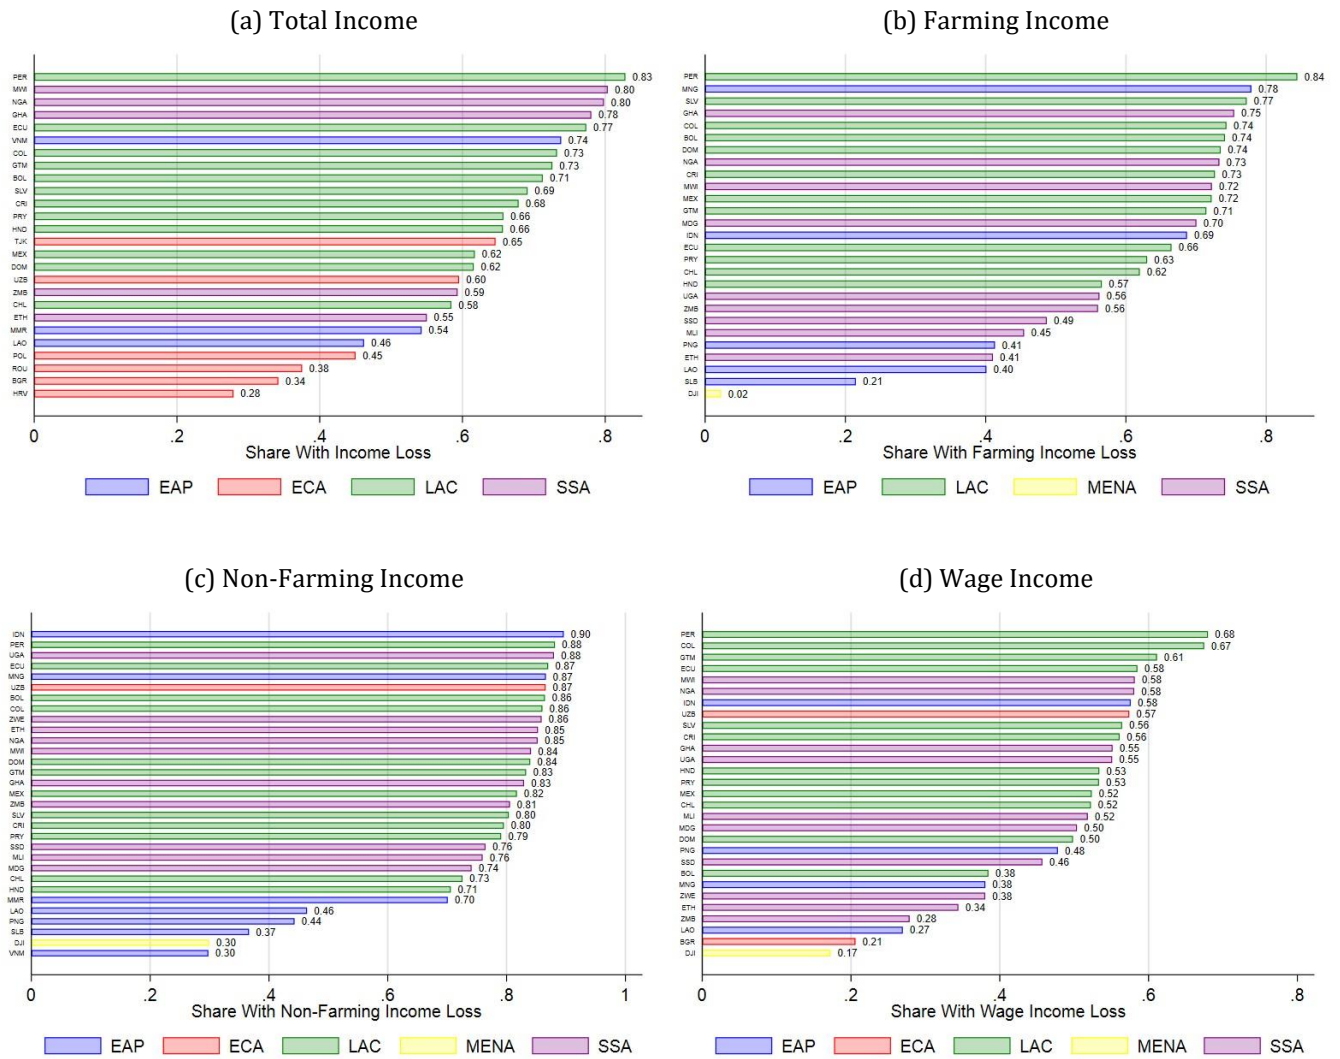 (a) Total Income
PER 0.83
MWI 0.80
NGA 0.80
GHA 0.78
ECU 0.77
VNM 0.74
COL 0.73
GTM 0.73
BOL 0.71
SLV 0.69
CRI 0.68
PRY 0.66
HND 0.66
TJK 0.65
MEX 0.62
DOM 0.62
UZB 0.60
ZMB 0.59
CHL 0.58
ETH 0.55
MMR 0.54
LAO 0.46
POL 0.45
ROU 0.38
BGR 0.34
HRV 0.28
0 .2 .4 .6 .8
Share With Income Loss
EAP ECA LAC SSA
(b) Farming Income
PER 0.84
MNG 0.78
SLV 0.77
GHA 0.75
COL 0.74
BOL 0.74
DOM 0.74
NGA 0.73
CRI 0.73
MWI 0.72
MEX 0.72
GTM 0.71
MDG 0.70
IDN 0.69
ECU 0.66
PRY 0.63
CHL 0.62
HND 0.57
UGA 0.56
ZMB 0.56
SSD 0.49
MLI 0.45
PNG 0.41
ETH 0.41
LAO 0.40
SLB 0.21
DJI 0.02
0 .2 .4 .6 .8
Share With Farming Income Loss
EAP LAC MENA SSA
(c) Non-Farming Income
IDN 0.90
PER 0.88
UGA 0.88
ECU 0.87
MNG 0.87
UZB 0.87
BOL 0.86
COL 0.86
ZWE 0.86
ETH 0.85
NGA 0.85
MWI 0.84
DOM 0.84
GTM 0.83
GHA 0.83
MEX 0.82
ZMB 0.81
SLV 0.80
CRI 0.80
PRY 0.79
SSD 0.76
MLI 0.76
MDG 0.74
CHL 0.73
HND 0.71
MMR 0.70
LAO 0.46
PNG 0.44
SLB 0.37
DJI 0.30
VNM 0.30
0 .2 .4 .6 .8 1
Share With Non-Farming Income Loss
EAP ECA LAC MENA SSA
(d) Wage Income
PER 0.68
COL 0.67
GTM 0.61
ECU 0.58
MWI 0.58
NGA 0.58
IDN 0.58
UZB 0.57
SLV 0.56
CRI 0.56
GHA 0.55
UGA 0.55
HND 0.53
PRY 0.53
MEX 0.52
CHL 0.52
MLI 0.52
MDG 0.50
DOM 0.50
PNG 0.48
SSD 0.46
BOL 0.38
MNG 0.38
ZWE 0.38
ETH 0.34
ZMB 0.28
LAO 0.27
BGR 0.21
DJI 0.17
0 .2 .4 .6 .8
Share With Wage Income Loss
EAP ECA LAC MENA SSA